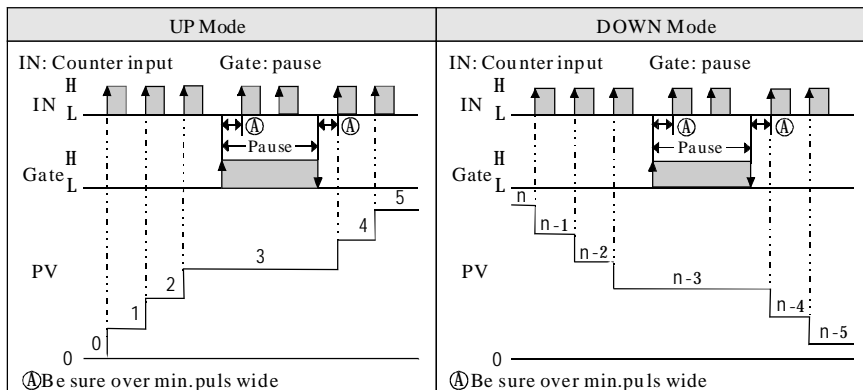 UP Mode
IN: Counter input Gate: pause
H
IN
L
Ⓐ Ⓐ
Pause
H
Gate
L
5
4
3
2
PV
1
0
0
ⒶBe sure over min.puls wide
DOWN Mode
IN: Counter input Gate: pause
H
IN
L
Ⓐ Ⓐ
Pause
H
Gate
L
n
n-1
n-2
PV
n-3
n-4
n-5
0
ⒶBe sure over min.puls wide